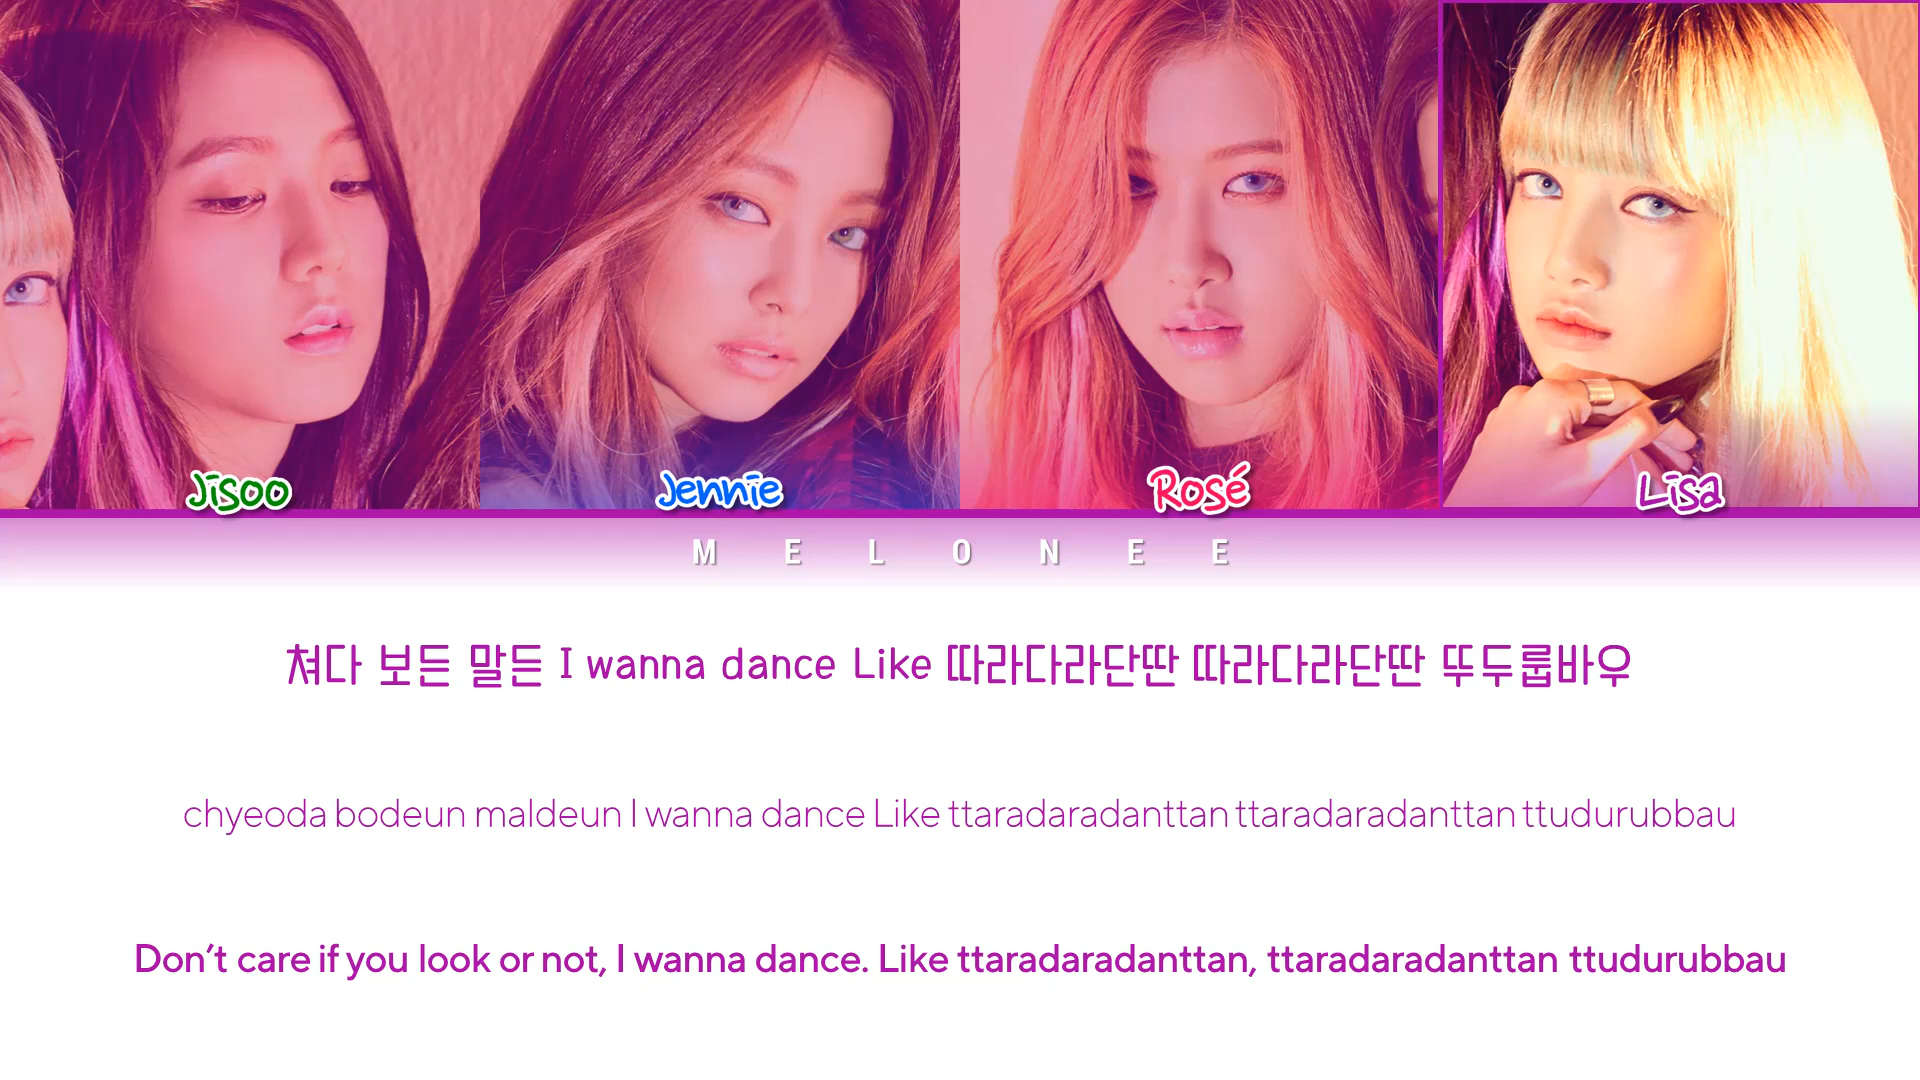 Jisoo
Jennie
Rosé
Lisa
MELONEE
쳐다 보든 말든 I wanna dance Like 따라다라단딴 따라다라단딴 뚜두룹바우
chyeoda bodeun maldeun I wanna dance Like ttaradaradanttan ttaradaradanttan ttudurubbau
Don't care if you look or not, I wanna dance. Like ttaradaradanttan, ttaradaradanttan ttudurubbau